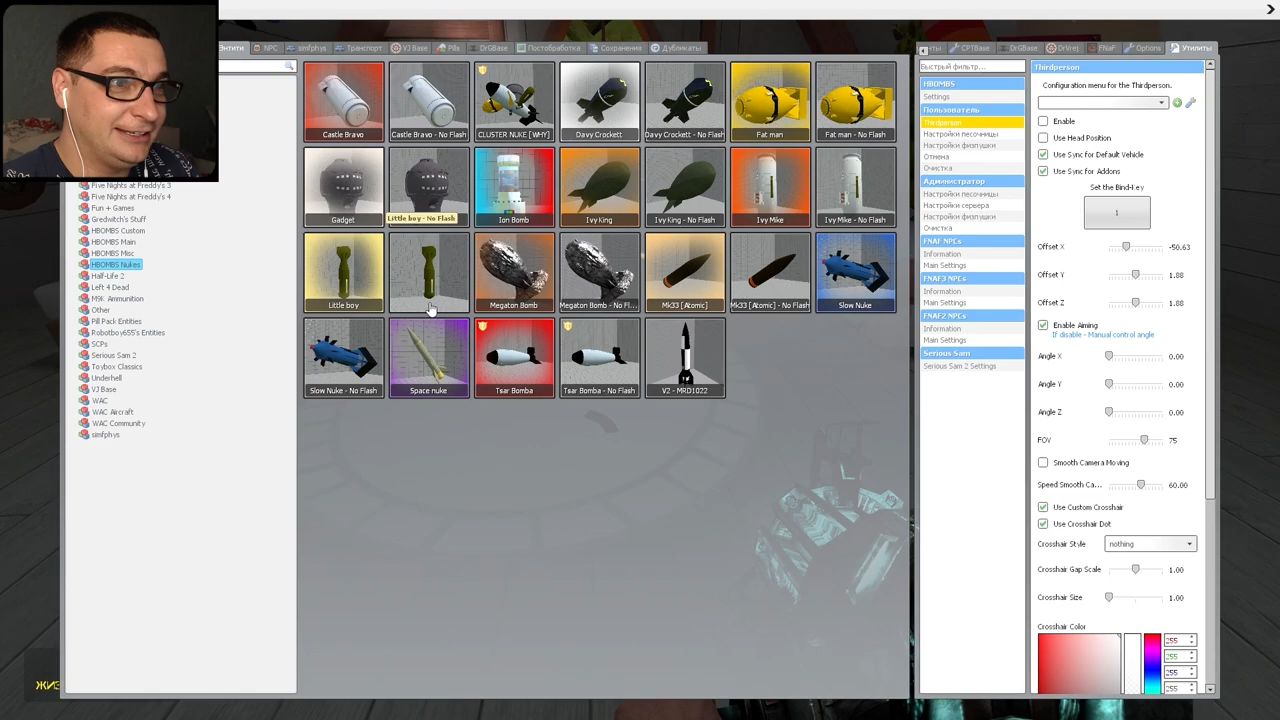 нтити
NPC
simfphys
Транспорт
VJ Base
Pills
DrGBase
Постобработка
Сохранения
Дубликаты
CPTBase
DrGBase
DrVrej
FNaF
Options
Утилиты
Five Nights at Freddy's 3
Five Nights at Freddy's 4
Fun + Games
Gredwitch's Stuff
HBOMBS Custom
HBOMBS Main
HBOMBS Misc
HBOMBS Nukes
Half-Life 2
Left 4 Dead
M9K Ammunition
Other
Pill Pack Entities
Robotboy655's Entities
SCPs
Serious Sam 2
Toybox Classics
Underhell
VJ Base
WAC
WAC Aircraft
WAC Community
simfphys
Castle Bravo
Castle Bravo - No Flash
CLUSTER NUKE [WHY]
Davy Crockett
Davy Crockett - No Flash
Fat man
Fat man - No Flash
Gadget
Little boy - No Flash
Ion Bomb
Ivy King
Ivy King - No Flash
Ivy Mike
Ivy Mike - No Flash
Little boy
Megaton Bomb
Megaton Bomb - No Fl...
Mk33 [Atomic]
Mk33 [Atomic] - No Flash
Slow Nuke
Slow Nuke - No Flash
Space nuke
Tsar Bomba
Tsar Bomba - No Flash
V2 - MRD1022
Быстрый фильтр...
HBOMBS
Settings
Пользователь
Thirdperson
Настройки песочницы
Настройки физпушки
Отмена
Очистка
Администратор
Настройки песочницы
Настройки сервера
Настройки физпушки
Очистка
FNAF NPCs
Information
Main Settings
FNAF3 NPCs
Information
Main Settings
FNAF2 NPCs
Information
Main Settings
Serious Sam
Serious Sam 2 Settings
Thirdperson
Configuration menu for the Thirdperson.
Enable
Use Head Position
Use Sync for Default Vehicle
Use Sync for Addons
Set the Bind-Key
1
Offset X -50.63
Offset Y 1.88
Offset Z 1.88
Enable Aiming
If disable - Manual control angle
Angle X 0.00
Angle Y 0.00
Angle Z 0.00
FOV 75
Smooth Camera Moving
Speed Smooth Ca... 60.00
Use Custom Crosshair
Use Crosshair Dot
Crosshair Style nothing
Crosshair Gap Scale 1.00
Crosshair Size 1.00
Crosshair Color
255
255
255
255